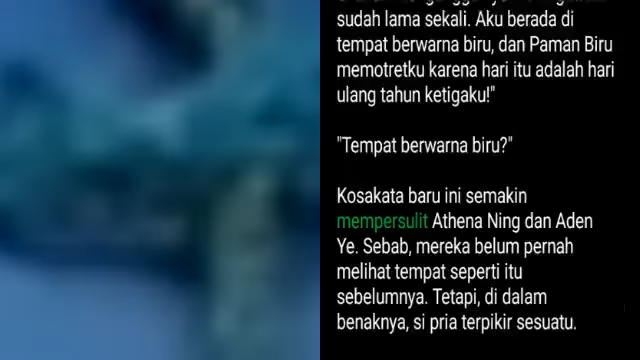 sudah lama sekali. Aku berada di
tempat berwarna biru, dan Paman Biru
memotretku karena hari itu adalah hari
ulang tahun ketigaku!"
"Tempat berwarna biru?"
Kosakata baru ini semakin
mempersulit Athena Ning dan Aden
Ye. Sebab, mereka belum pernah
melihat tempat seperti itu
sebelumnya. Tetapi, di dalam
benaknya, si pria terpikir sesuatu.